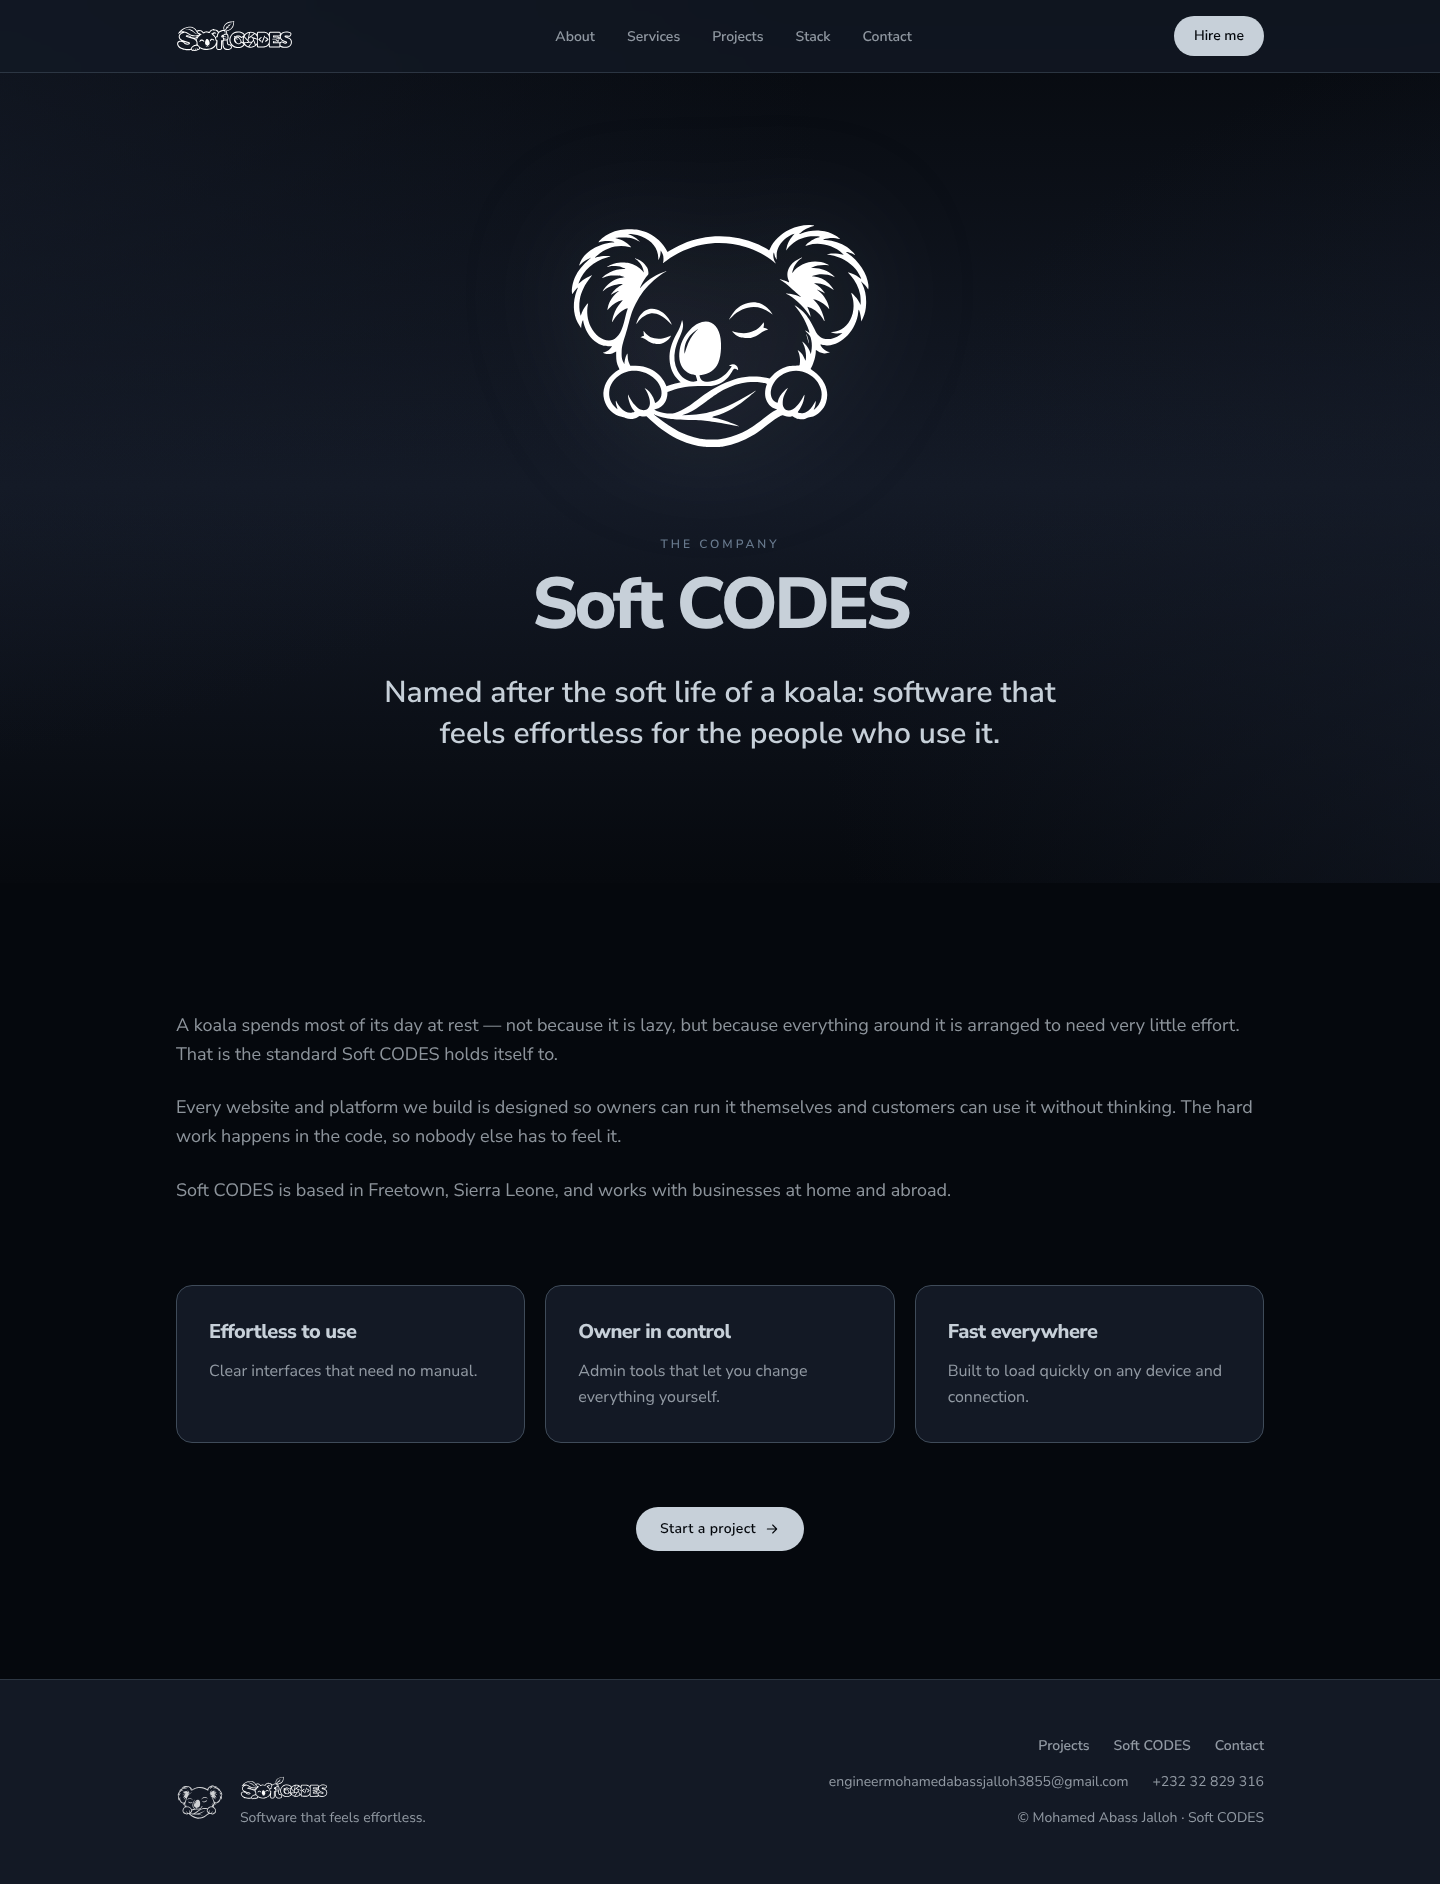 SoftCODES
About Services Projects Stack Contact
Hire me
THE COMPANY
Soft CODES
Named after the soft life of a koala: software that
feels effortless for the people who use it.
A koala spends most of its day at rest — not because it is lazy, but because everything around it is arranged to need very little effort.
That is the standard Soft CODES holds itself to.
Every website and platform we build is designed so owners can run it themselves and customers can use it without thinking. The hard
work happens in the code, so nobody else has to feel it.
Soft CODES is based in Freetown, Sierra Leone, and works with businesses at home and abroad.
Effortless to use
Clear interfaces that need no manual.
Owner in control
Admin tools that let you change
everything yourself.
Fast everywhere
Built to load quickly on any device and
connection.
Start a project →
Projects Soft CODES Contact
engineermohamedabassjalloh3855@gmail.com +232 32 829 316
© Mohamed Abass Jalloh · Soft CODES
SoftCODES
Software that feels effortless.